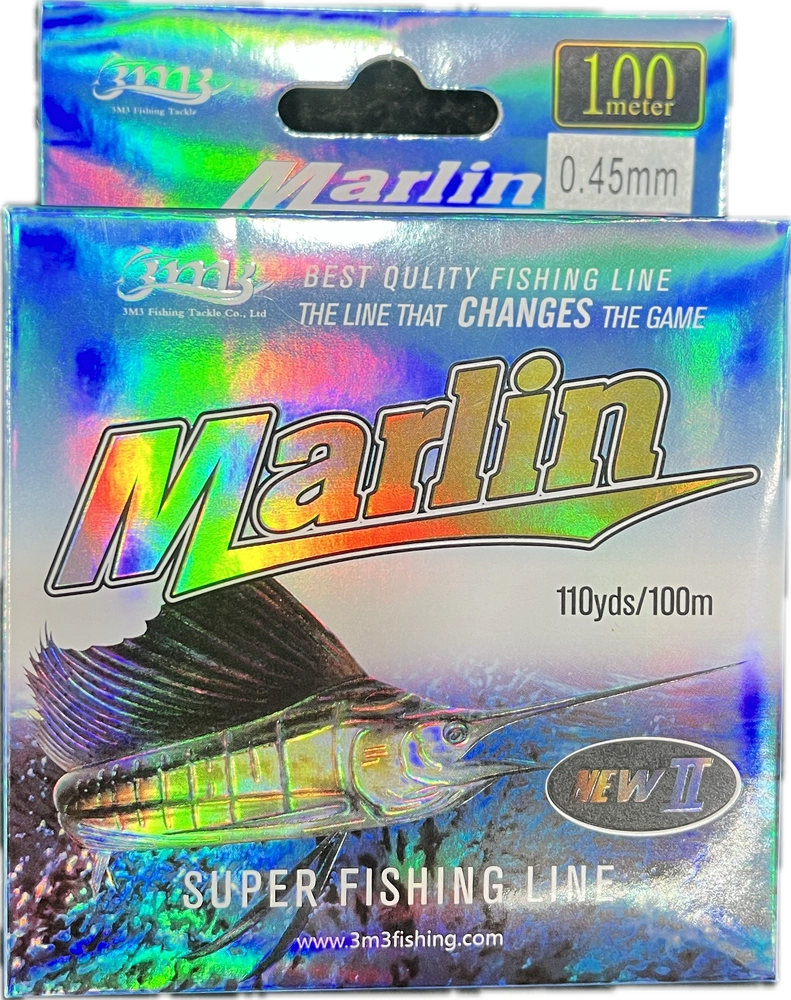 3M3
3M3 Fishing Tackle
100
meter
Marlin
0.45mm
3M3
3M3 Fishing Tackle Co., Ltd
BEST QULITY FISHING LINE
THE LINE THAT CHANGES THE GAME
Marlin
110yds/100m
NEW II
SUPER FISHING LINE
www.3m3fishing.com